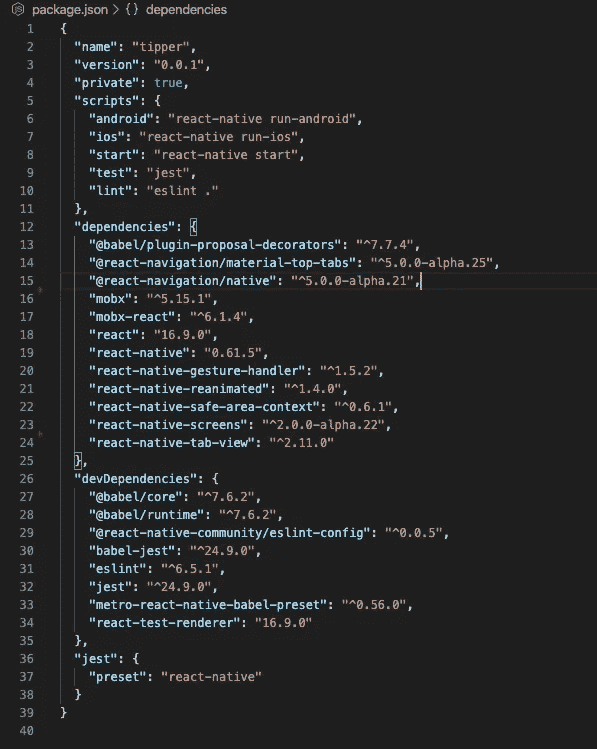 package.json > {} dependencies
1 {
2 "name": "tipper",
3 "version": "0.0.1",
4 "private": true,
5 "scripts": {
6 "android": "react-native run-android",
7 "ios": "react-native run-ios",
8 "start": "react-native start",
9 "test": "jest",
10 "lint": "eslint ."
11 },
12 "dependencies": {
13 "@babel/plugin-proposal-decorators": "^7.7.4",
14 "@react-navigation/material-top-tabs": "^5.0.0-alpha.25",
15 "@react-navigation/native": "^5.0.0-alpha.21",
16 "mobx": "^5.15.1",
17 "mobx-react": "^6.1.4",
18 "react": "16.9.0",
19 "react-native": "0.61.5",
20 "react-native-gesture-handler": "^1.5.2",
21 "react-native-reanimated": "^1.4.0",
22 "react-native-safe-area-context": "^0.6.1",
23 "react-native-screens": "^2.0.0-alpha.22",
24 "react-native-tab-view": "^2.11.0"
25 },
26 "devDependencies": {
27 "@babel/core": "^7.6.2",
28 "@babel/runtime": "^7.6.2",
29 "@react-native-community/eslint-config": "^0.0.5",
30 "babel-jest": "^24.9.0",
31 "eslint": "^6.5.1",
32 "jest": "^24.9.0",
33 "metro-react-native-babel-preset": "^0.56.0",
34 "react-test-renderer": "16.9.0"
35 },
36 "jest": {
37 "preset": "react-native"
38 }
39 }
40